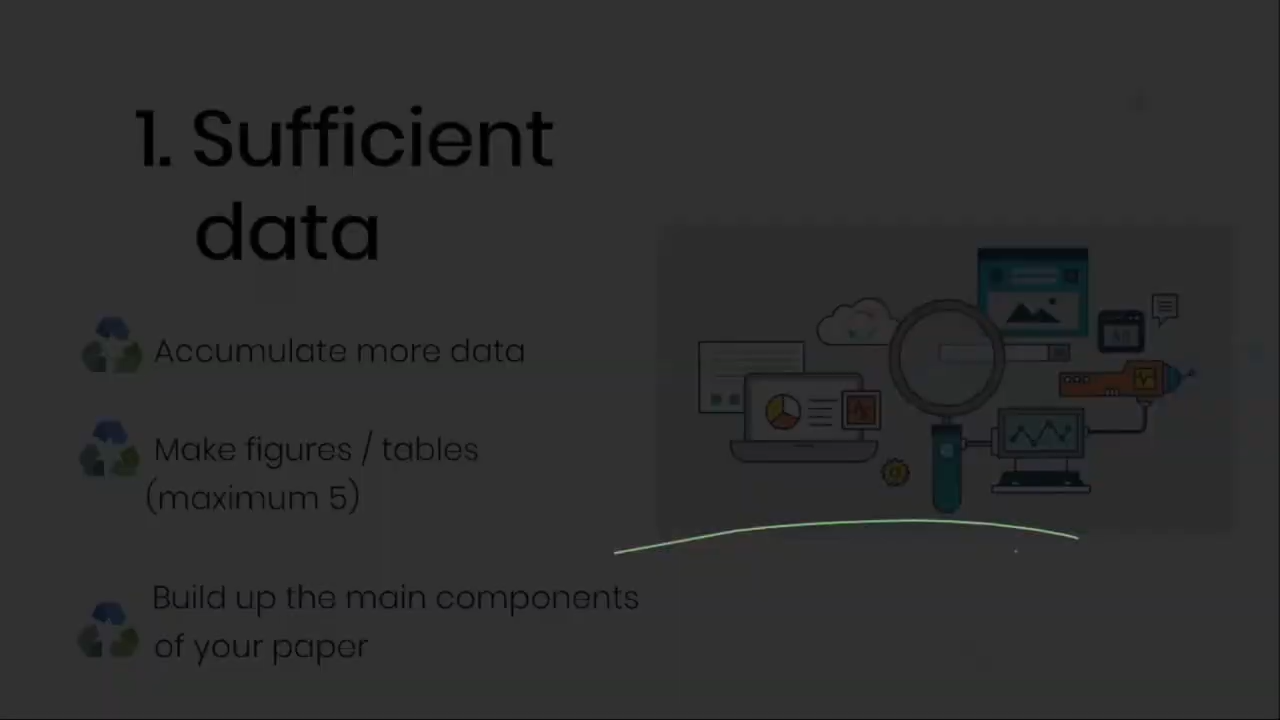 1. Sufficient
data
Accumulate more data
Make figures / tables
(maximum 5)
Build up the main components
of your paper